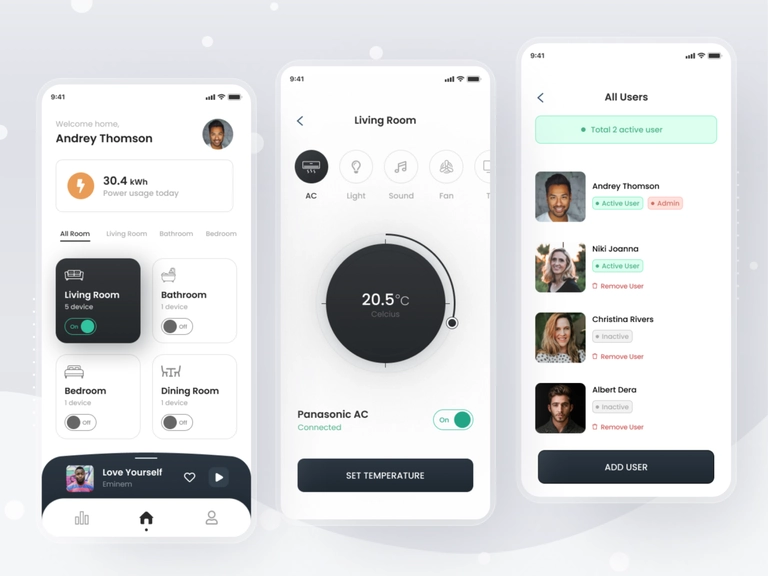 9:41
Welcome home,
Andrey Thomson
30.4 kWh
Power usage today
All Room Living Room Bathroom Bedroom
Living Room
5 device
On
Bathroom
1 device
Off
Bedroom
1 device
Off
Dining Room
1 device
Off
Love Yourself
Eminem
9:41
Living Room
AC Light Sound Fan T
20.5°C
Celcius
Panasonic AC
Connected
On
SET TEMPERATURE
9:41
All Users
Total 2 active user
Andrey Thomson
Active User Admin
Niki Joanna
Active User
Remove User
Christina Rivers
Inactive
Remove User
Albert Dera
Inactive
Remove User
ADD USER